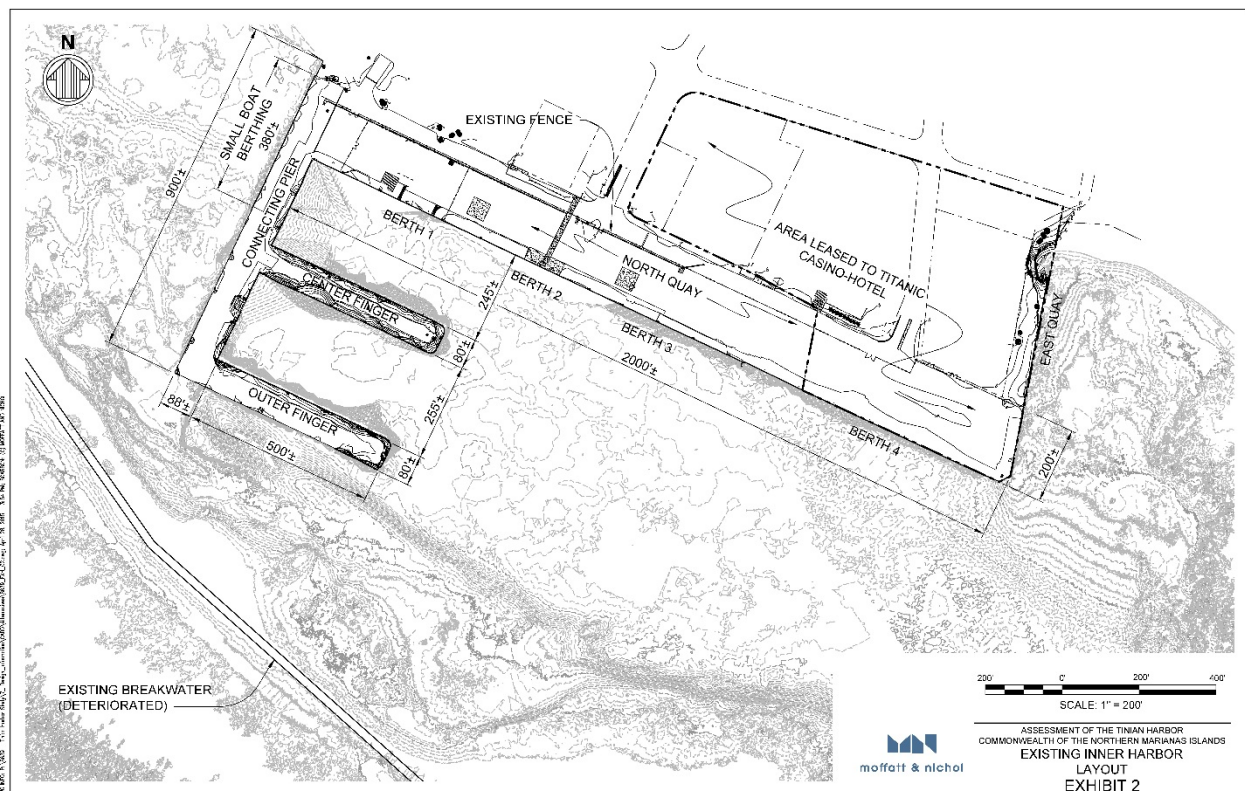 N
SMALL BOAT
BERTHING
380'±
900'±
CONNECTING PIER
EXISTING FENCE
BERTH 1
CENTER FINGER
BERTH 2
NORTH QUAY
AREA LEASED TO TITANIC
CASINO-HOTEL
EAST QUAY
245'±
80'±
BERTH 3
2000'±
255'±
OUTER FINGER
88'±
500'±
80'±
BERTH 4
200'±
EXISTING BREAKWATER
(DETERIORATED)
200' 0' 200' 400'
SCALE: 1" = 200'
moffatt & nichol
ASSESSMENT OF THE TINIAN HARBOR
COMMONWEALTH OF THE NORTHERN MARIANAS ISLANDS
EXISTING INNER HARBOR
LAYOUT
EXHIBIT 2